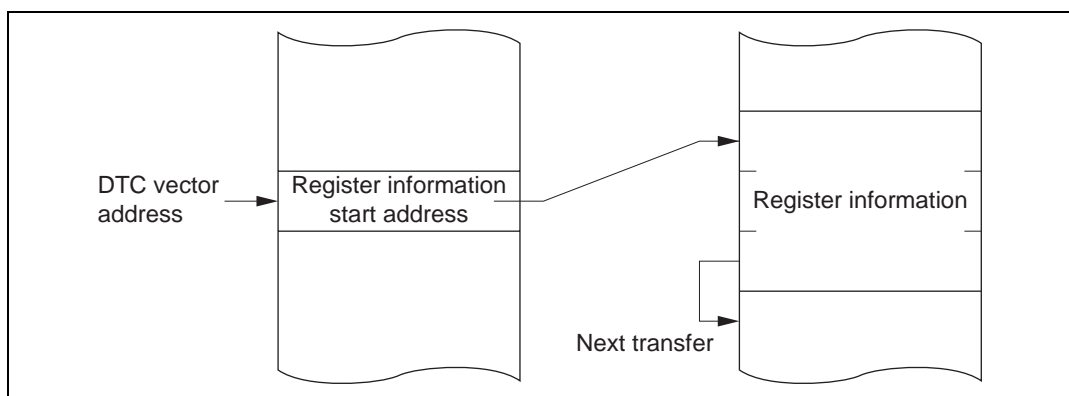 DTC vector
address
Register information
start address
Register information
Next transfer